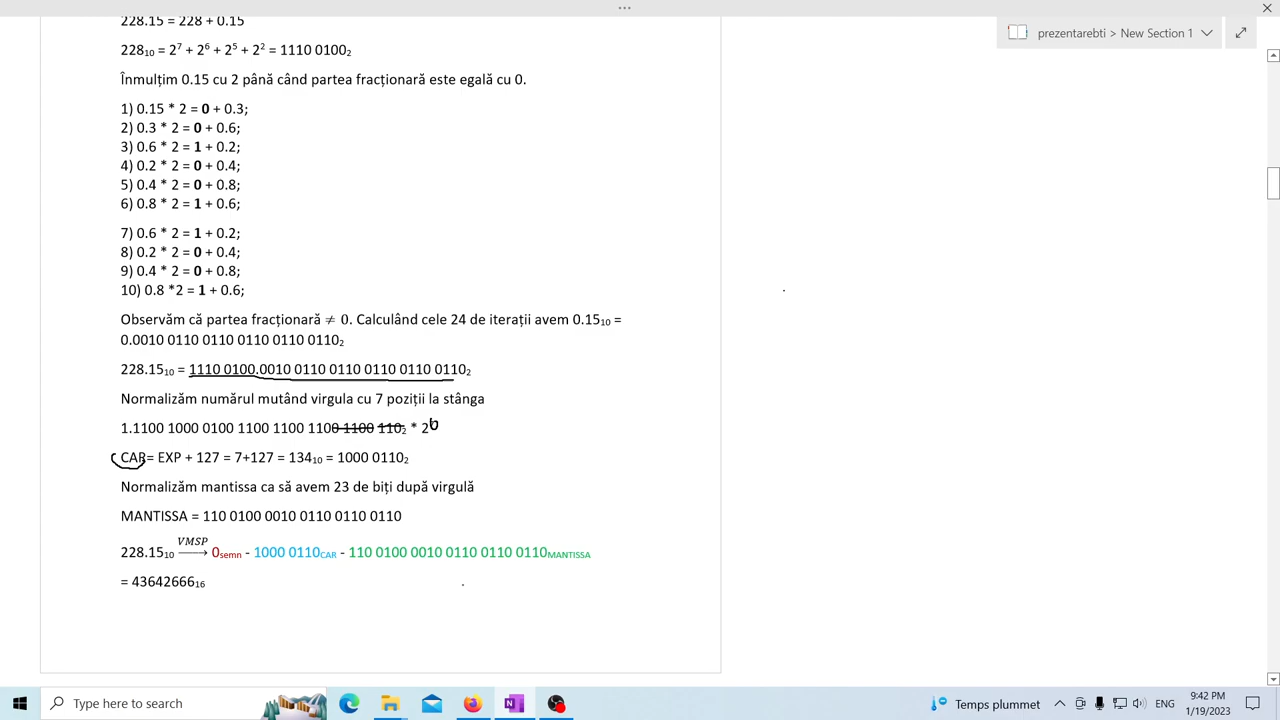 228.15 = 228 + 0.15
prezentarebti > New Section 1
228₁₀ = 2⁷ + 2⁶ + 2⁵ + 2² = 1110 0100₂
Înmulțim 0.15 cu 2 până când partea fracționară este egală cu 0.
1) 0.15 * 2 = 0 + 0.3;
2) 0.3 * 2 = 0 + 0.6;
3) 0.6 * 2 = 1 + 0.2;
4) 0.2 * 2 = 0 + 0.4;
5) 0.4 * 2 = 0 + 0.8;
6) 0.8 * 2 = 1 + 0.6;
7) 0.6 * 2 = 1 + 0.2;
8) 0.2 * 2 = 0 + 0.4;
9) 0.4 * 2 = 0 + 0.8;
10) 0.8 *2 = 1 + 0.6;
Observăm că partea fracționară ≠ 0. Calculând cele 24 de iterații avem 0.15₁₀ =
0.0010 0110 0110 0110 0110 0110₂
228.15₁₀ = 1110 0100.0010 0110 0110 0110 0110 0110₂
Normalizăm numărul mutând virgula cu 7 poziții la stânga
1.1100 1000 0100 1100 1100 1100 1100 110₂ * 2
CAR= EXP + 127 = 7+127 = 134₁₀ = 1000 0110₂
Normalizăm mantissa ca să avem 23 de biți după virgulă
MANTISSA = 110 0100 0010 0110 0110 0110
VMSP
228.15₁₀ ⟶ 0semn - 1000 0110CAR - 110 0100 0010 0110 0110 0110MANTISSA
= 43642666₁₆
Type here to search
Temps plummet
ENG
9:42 PM
1/19/2023